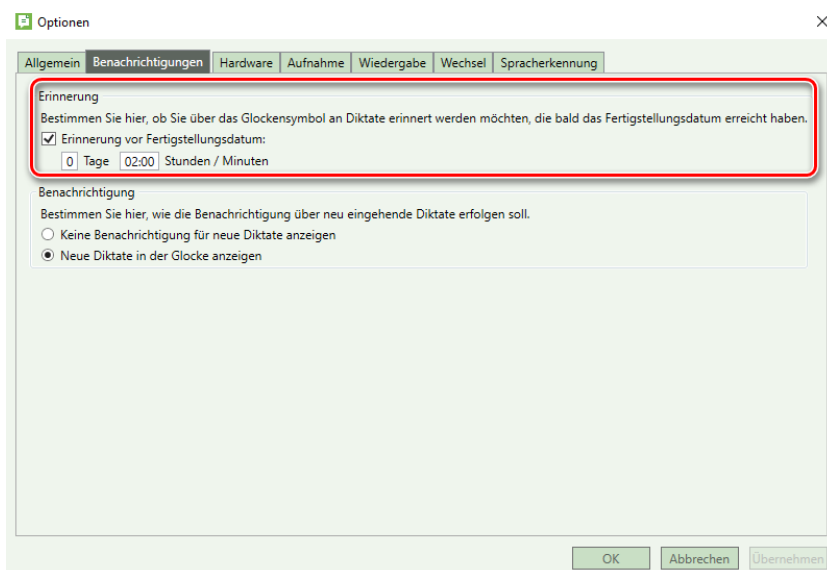 Optionen
Allgemein Benachrichtigungen Hardware Aufnahme Wiedergabe Wechsel Spracherkennung
Erinnerung
Bestimmen Sie hier, ob Sie über das Glockensymbol an Diktate erinnert werden möchten, die bald das Fertigstellungsdatum erreicht haben.
Erinnerung vor Fertigstellungsdatum:
0 Tage 02:00 Stunden / Minuten
Benachrichtigung
Bestimmen Sie hier, wie die Benachrichtigung über neu eingehende Diktate erfolgen soll.
Keine Benachrichtigung für neue Diktate anzeigen
Neue Diktate in der Glocke anzeigen
OK Abbrechen Übernehmen